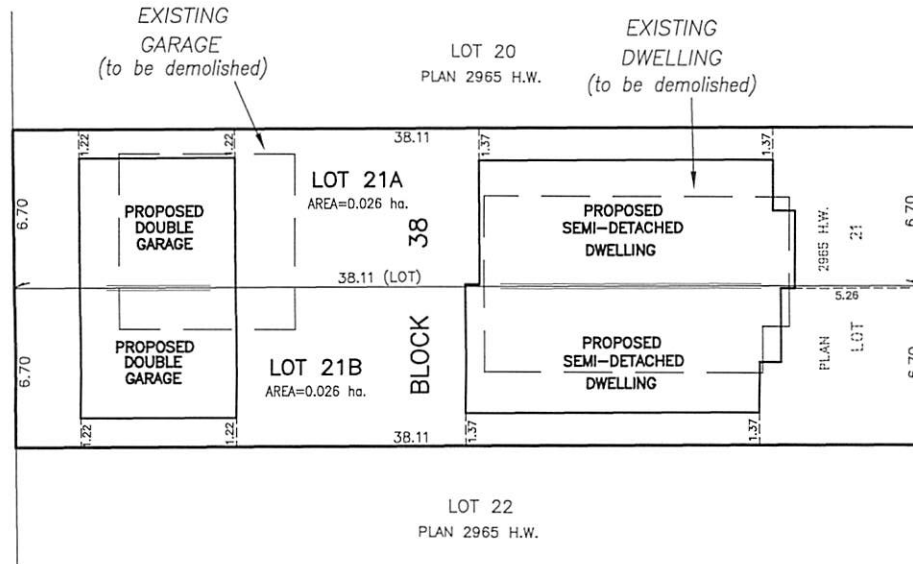 EXISTING
GARAGE
(to be demolished)
EXISTING
DWELLING
(to be demolished)
LOT 20
PLAN 2965 H.W.
38.11
1.22
1.22
1.37
1.37
LOT 21A
AREA=0.026 ha.
PROPOSED
DOUBLE
GARAGE
PROPOSED
SEMI-DETACHED
DWELLING
6.70
6.70
BLOCK 38
PLAN 2965 H.W.
LOT 21
38.11 (LOT)
5.26
PROPOSED
DOUBLE
GARAGE
PROPOSED
SEMI-DETACHED
DWELLING
LOT 21B
AREA=0.026 ha.
6.70
6.70
1.22
1.22
38.11
1.37
1.37
LOT 22
PLAN 2965 H.W.